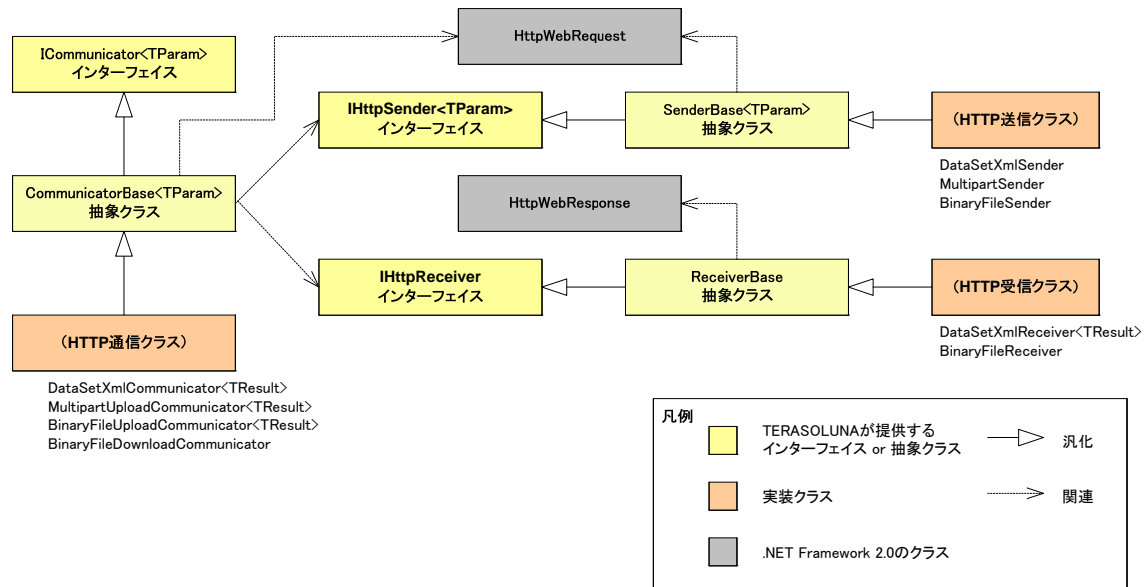 HttpWebRequest
ICommunicator<TParam>
インターフェイス
IHttpSender<TParam>
インターフェイス
SenderBase<TParam>
抽象クラス
(HTTP送信クラス)
DataSetXmlSender
MultipartSender
BinaryFileSender
CommunicatorBase<TParam>
抽象クラス
HttpWebResponse
IHttpReceiver
インターフェイス
ReceiverBase
抽象クラス
(HTTP受信クラス)
DataSetXmlReceiver<TResult>
BinaryFileReceiver
(HTTP通信クラス)
DataSetXmlCommunicator<TResult>
MultipartUploadCommunicator<TResult>
BinaryFileUploadCommunicator<TResult>
BinaryFileDownloadCommunicator
凡例
TERASOLUNAが提供する
インターフェイス or 抽象クラス
汎化
実装クラス
関連
.NET Framework 2.0のクラス